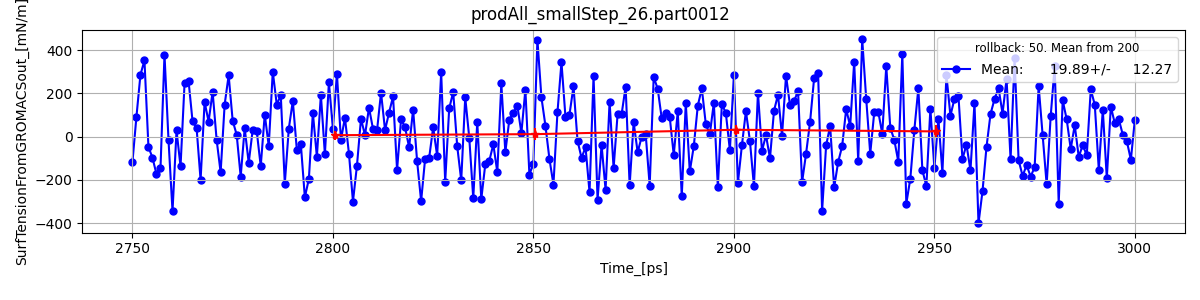 prodAll_smallStep_26.part0012
SurfTensionFromGROMACSout_[mN/m]
400
200
0
−200
−400
rollback: 50. Mean from 200
Mean: 19.89+/- 12.27
2750 2800 2850 2900 2950 3000
Time_[ps]